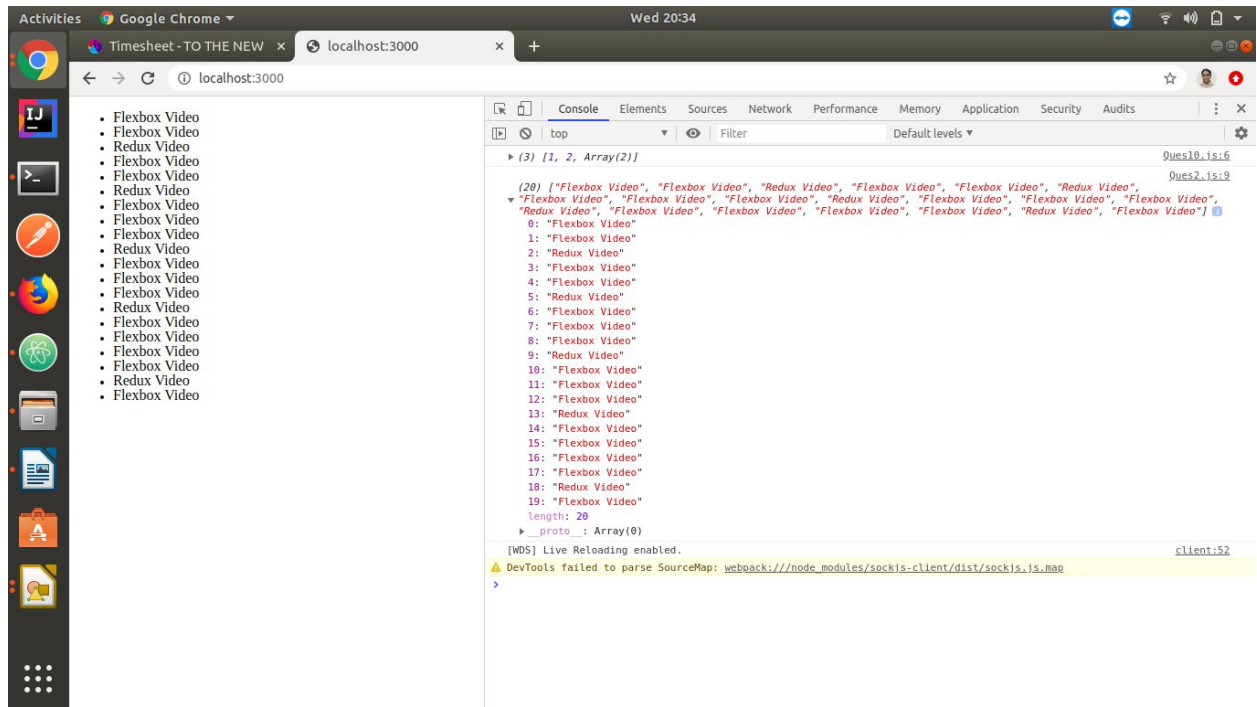 Activities Google Chrome Wed 20:34
Timesheet - TO THE NEW localhost:3000
localhost:3000
Flexbox Video
Flexbox Video
Redux Video
Flexbox Video
Flexbox Video
Redux Video
Flexbox Video
Flexbox Video
Flexbox Video
Redux Video
Flexbox Video
Flexbox Video
Flexbox Video
Redux Video
Flexbox Video
Flexbox Video
Flexbox Video
Flexbox Video
Redux Video
Flexbox Video
Console Elements Sources Network Performance Memory Application Security Audits
top Filter Default levels
(3) [1, 2, Array(2)] Ques10.js:6
Ques2.js:9
(20) ["Flexbox Video", "Flexbox Video", "Redux Video", "Flexbox Video", "Flexbox Video", "Redux Video",
"Flexbox Video", "Flexbox Video", "Flexbox Video", "Redux Video", "Flexbox Video", "Flexbox Video", "Flexbox Video",
"Redux Video", "Flexbox Video", "Flexbox Video", "Flexbox Video", "Flexbox Video", "Redux Video", "Flexbox Video"] i
0: "Flexbox Video"
1: "Flexbox Video"
2: "Redux Video"
3: "Flexbox Video"
4: "Flexbox Video"
5: "Redux Video"
6: "Flexbox Video"
7: "Flexbox Video"
8: "Flexbox Video"
9: "Redux Video"
10: "Flexbox Video"
11: "Flexbox Video"
12: "Flexbox Video"
13: "Redux Video"
14: "Flexbox Video"
15: "Flexbox Video"
16: "Flexbox Video"
17: "Flexbox Video"
18: "Redux Video"
19: "Flexbox Video"
length: 20
__proto__: Array(0)
[WDS] Live Reloading enabled. client:52
DevTools failed to parse SourceMap: webpack:///node_modules/sockjs-client/dist/sockjs.js.map